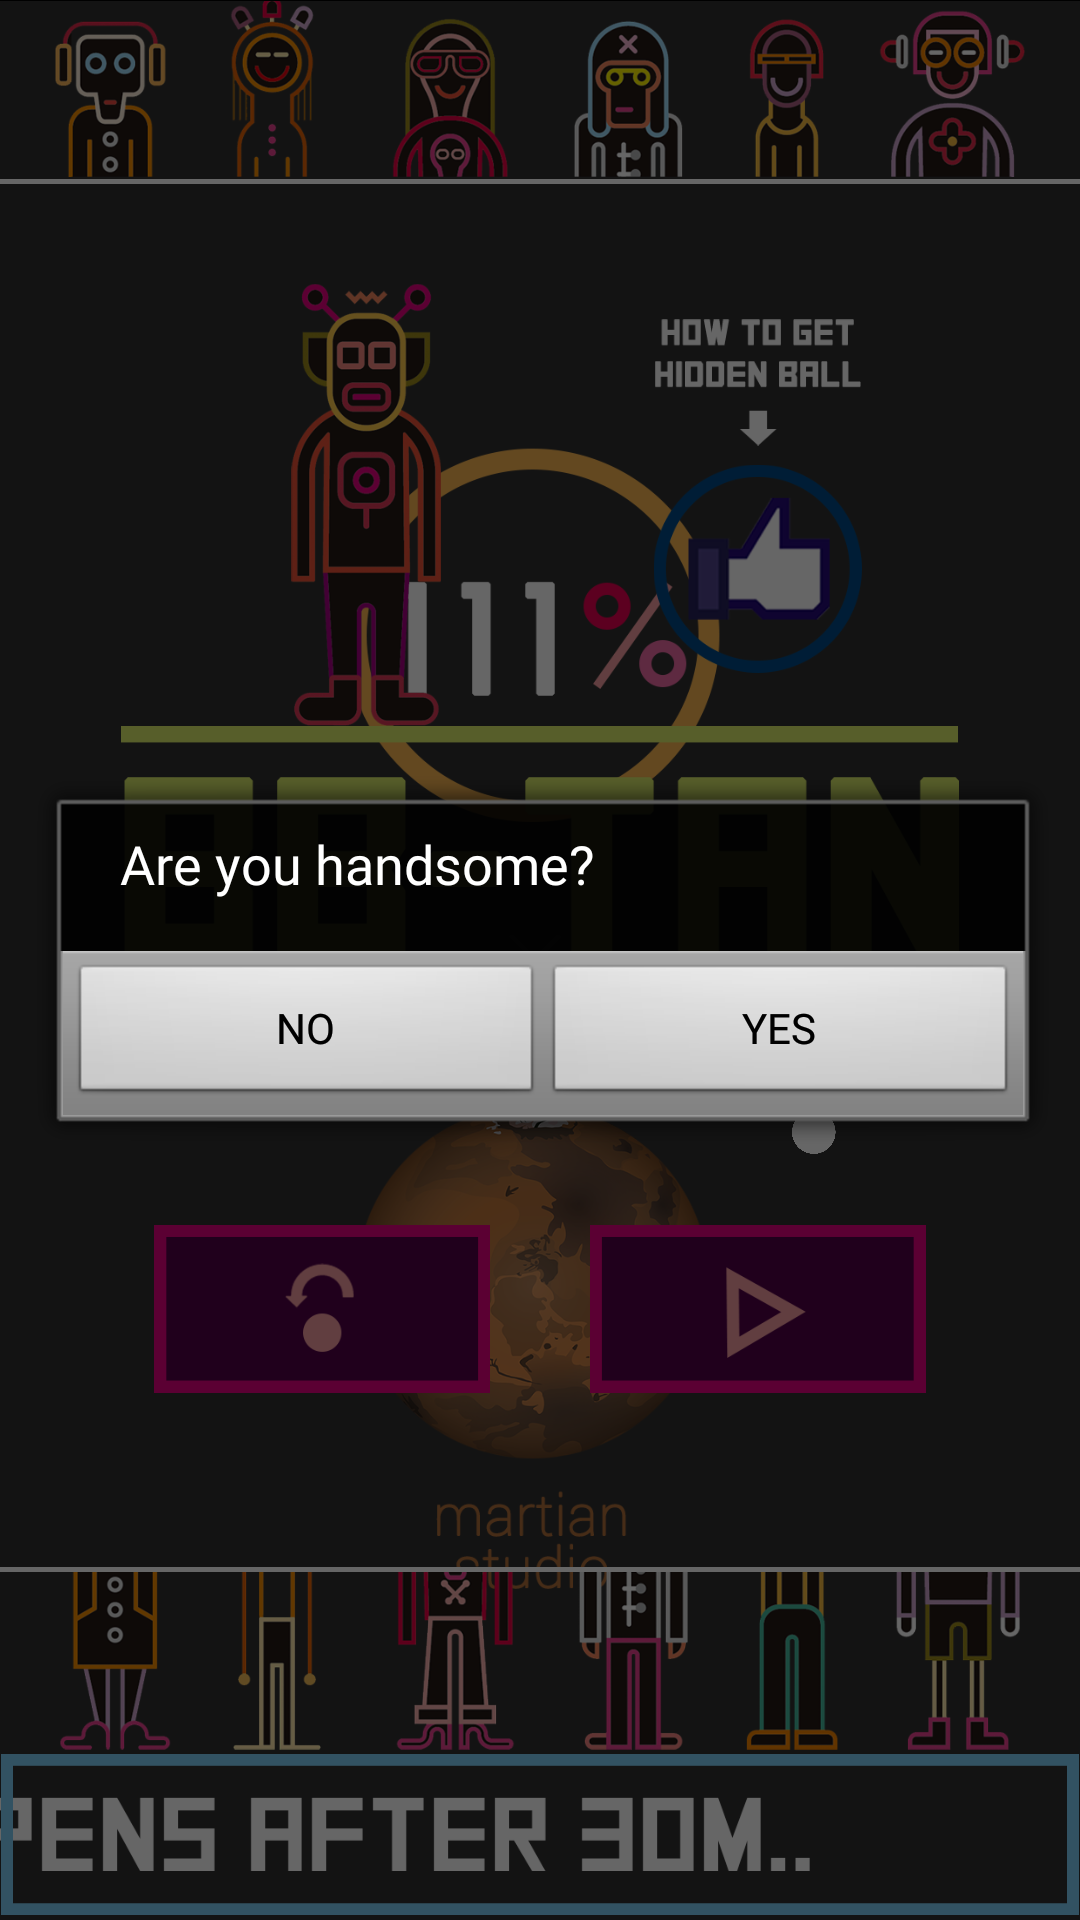 HOW TO GET
HIDDEN BALL
111%
Are you handsome?
NO
YES
martian
studio
PENS AFTER 30M..